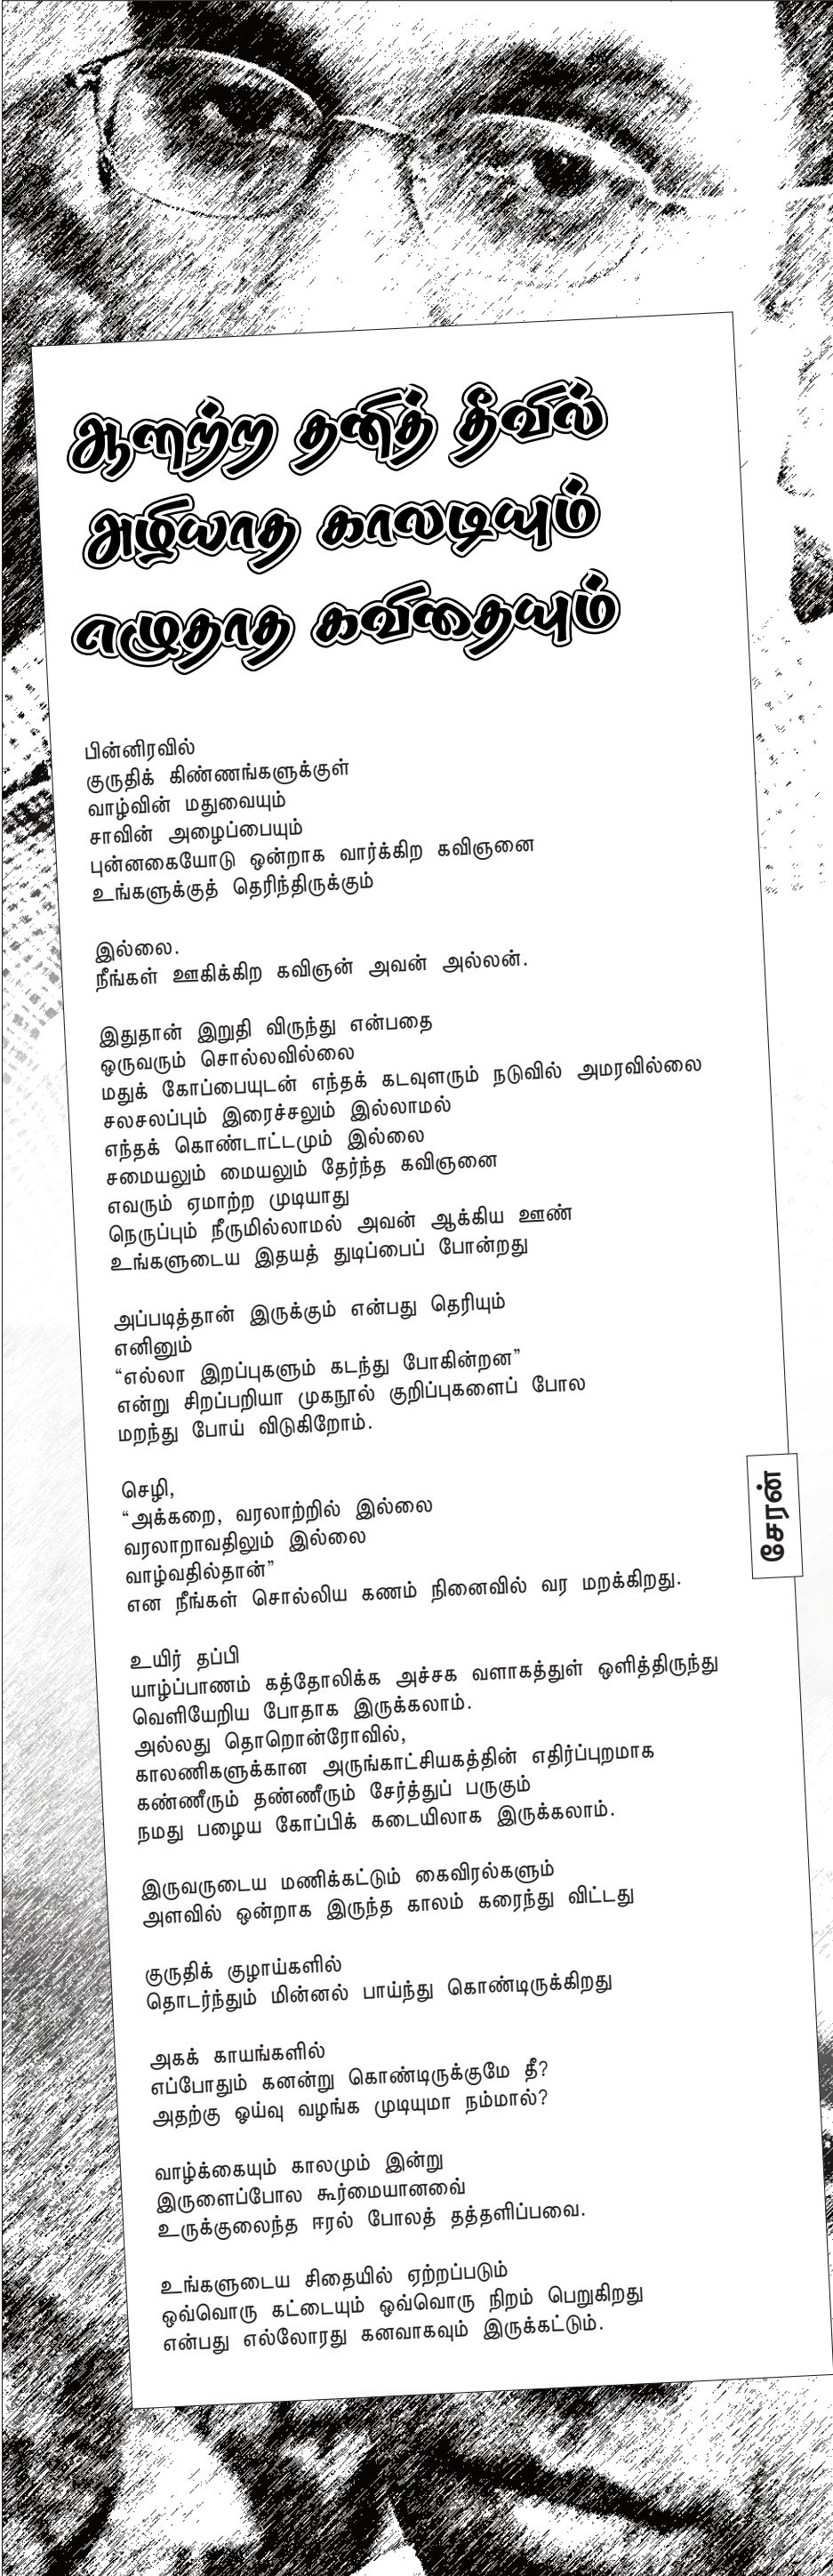 ஆளற்ற தனித் தீவில்
அழியாத காலடியும்
எழுதாத கவிதையும்
பின்னிரவில்
குருதிக் கிண்ணங்களுக்குள்
வாழ்வின் மதுவையும்
சாவின் அழைப்பையும்
புன்னகையோடு ஒன்றாக வார்க்கிற கவிஞனை
உங்களுக்குத் தெரிந்திருக்கும்
இல்லை.
நீங்கள் ஊகிக்கிற கவிஞன் அவன் அல்லன்.
இதுதான் இறுதி விருந்து என்பதை
ஒருவரும் சொல்லவில்லை
மதுக் கோப்பையுடன் எந்தக் கடவுளரும் நடுவில் அமரவில்லை
சலசலப்பும் இரைச்சலும் இல்லாமல்
எந்தக் கொண்டாட்டமும் இல்லை
சமையலும் மையலும் தேர்ந்த கவிஞனை
எவரும் ஏமாற்ற முடியாது
நெருப்பும் நீருமில்லாமல் அவன் ஆக்கிய ஊண்
உங்களுடைய இதயத் துடிப்பைப் போன்றது
அப்படித்தான் இருக்கும் என்பது தெரியும்
எனினும்
“எல்லா இறப்புகளும் கடந்து போகின்றன”
என்று சிறப்பறியா முகநூல் குறிப்புகளைப் போல
மறந்து போய் விடுகிறோம்.
செழி,
“அக்கறை, வரலாற்றில் இல்லை
வரலாறாவதிலும் இல்லை
வாழ்வதில்தான்”
என நீங்கள் சொல்லிய கணம் நினைவில் வர மறக்கிறது.
உயிர் தப்பி
யாழ்ப்பாணம் கத்தோலிக்க அச்சக வளாகத்துள் ஒளித்திருந்து
வெளியேறிய போதாக இருக்கலாம்.
அல்லது தொறொன்ரோவில்,
காலணிகளுக்கான அருங்காட்சியகத்தின் எதிர்ப்புறமாக
கண்ணீரும் தண்ணீரும் சேர்த்துப் பருகும்
நமது பழைய கோப்பிக் கடையிலாக இருக்கலாம்.
இருவருடைய மணிக்கட்டும் கைவிரல்களும்
அளவில் ஒன்றாக இருந்த காலம் கரைந்து விட்டது
குருதிக் குழாய்களில்
தொடர்ந்தும் மின்னல் பாய்ந்து கொண்டிருக்கிறது
அகக் காயங்களில்
எப்போதும் கனன்று கொண்டிருக்குமே தீ?
அதற்கு ஓய்வு வழங்க முடியுமா நம்மால்?
வாழ்க்கையும் காலமும் இன்று
இருளைப்போல கூர்மையானவை்
உருக்குலைந்த ஈரல் போலத் தத்தளிப்பவை.
உங்களுடைய சிதையில் ஏற்றப்படும்
ஒவ்வொரு கட்டையும் ஒவ்வொரு நிறம் பெறுகிறது
என்பது எல்லோரது கனவாகவும் இருக்கட்டும்.
சேரன்